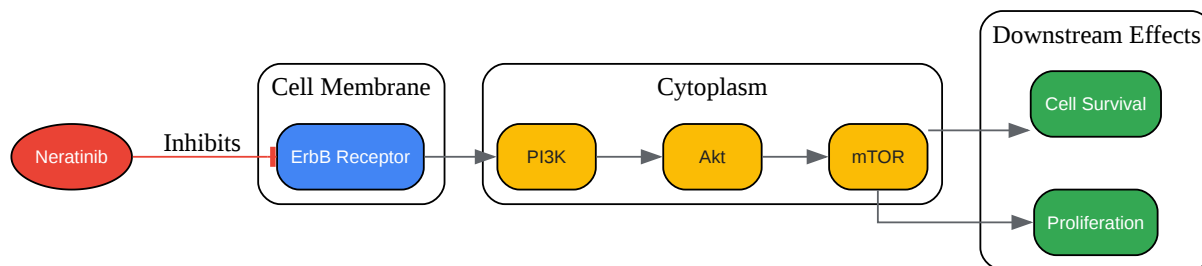 Downstream Effects
Cell Membrane
Cytoplasm
Cell Survival
Neratinib
Inhibits
ErbB Receptor
PI3K
Akt
mTOR
Proliferation